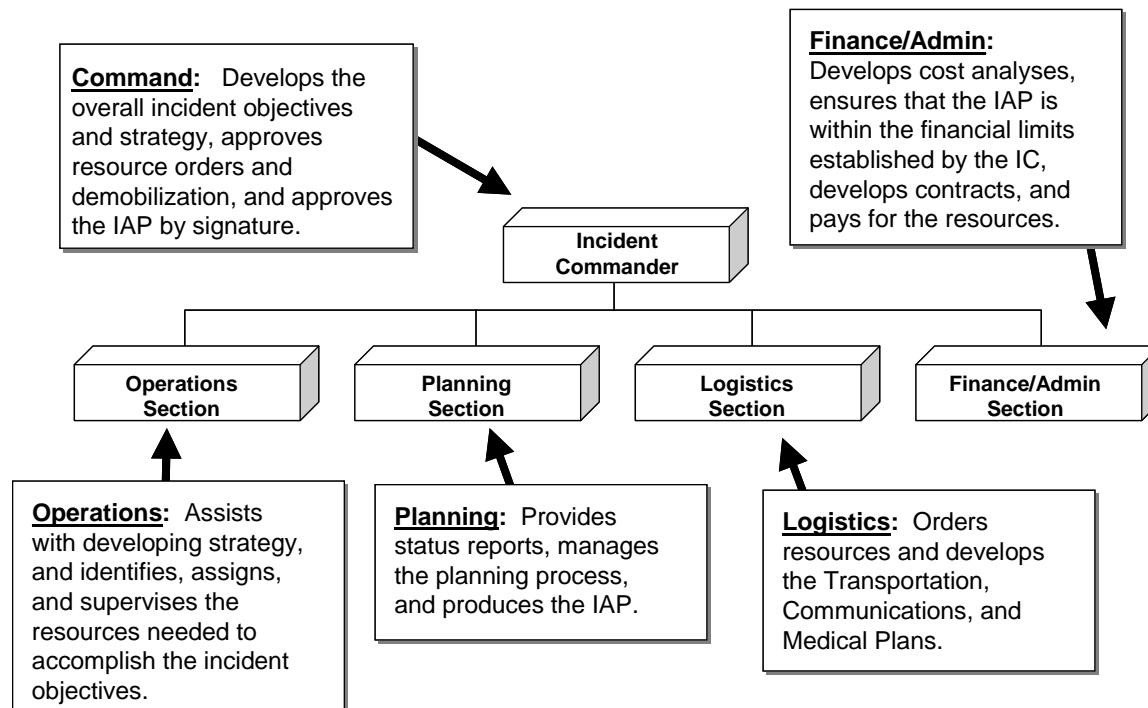 Command: Develops the
overall incident objectives
and strategy, approves
resource orders and
demobilization, and approves
the IAP by signature.
Finance/Admin:
Develops cost analyses,
ensures that the IAP is
within the financial limits
established by the IC,
develops contracts, and
pays for the resources.
Incident
Commander
Operations
Section
Planning
Section
Logistics
Section
Finance/Admin
Section
Operations: Assists
with developing strategy,
and identifies, assigns,
and supervises the
resources needed to
accomplish the incident
objectives.
Planning: Provides
status reports, manages
the planning process,
and produces the IAP.
Logistics: Orders
resources and develops
the Transportation,
Communications, and
Medical Plans.